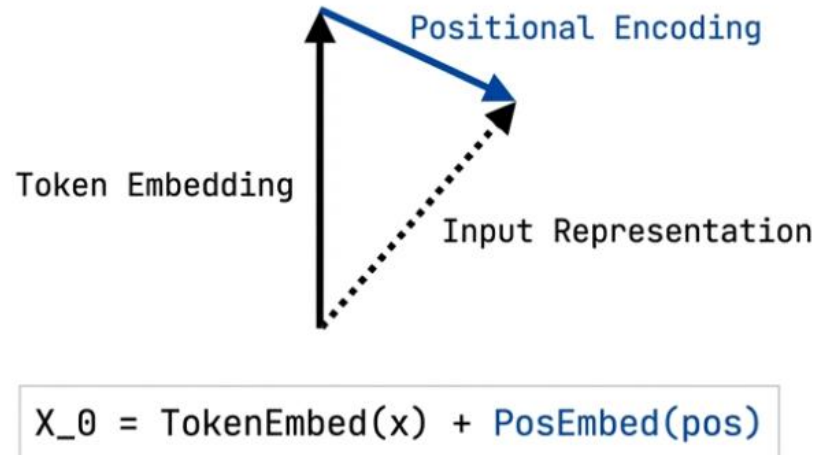 Positional Encoding
Token Embedding
Input Representation
X_0 = TokenEmbed(x) + PosEmbed(pos)